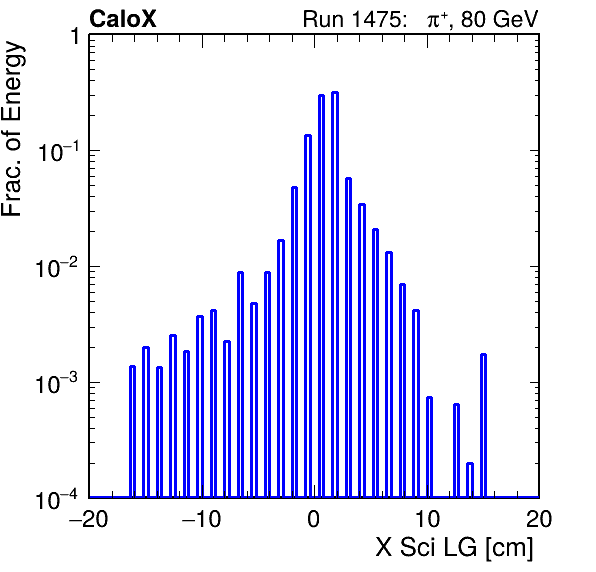 CaloX Run 1475: π⁺, 80 GeV
Frac. of Energy
1
10⁻¹
10⁻²
10⁻³
10⁻⁴
−20 −10 0 10 20
X Sci LG [cm]